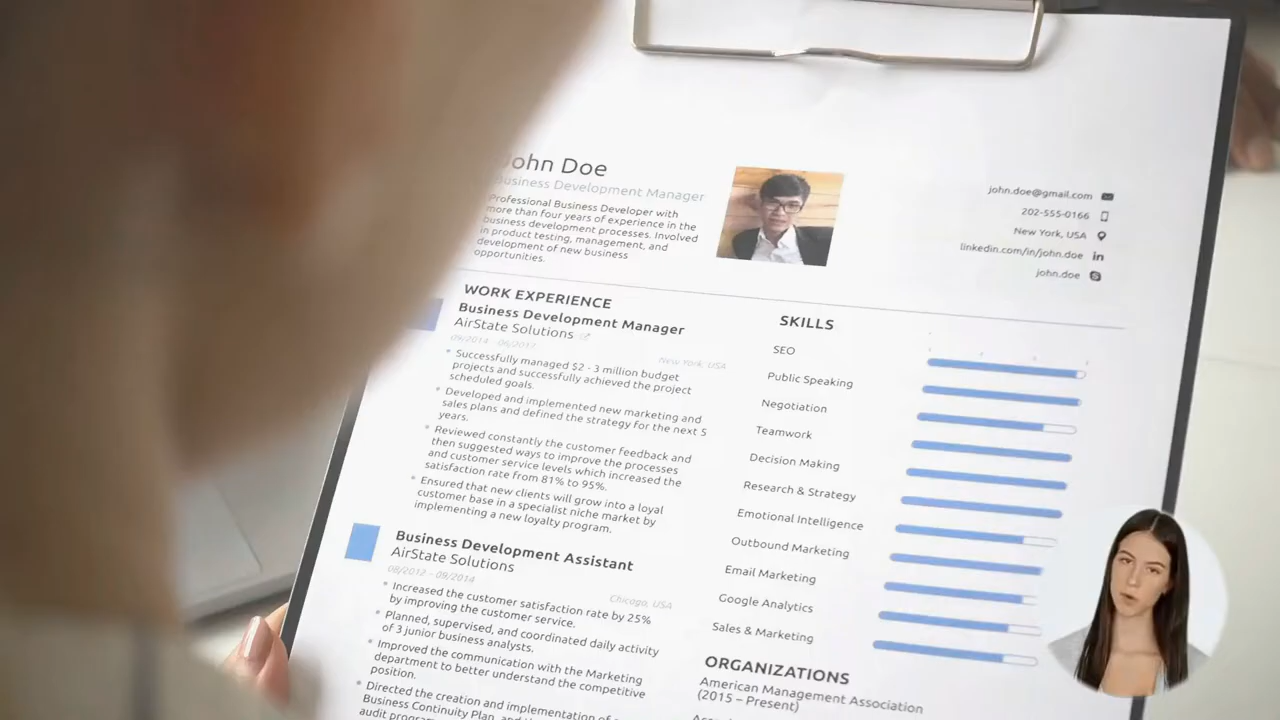 John Doe
Business Development Manager
Professional Business Developer with
more than four years of experience in the
business development processes. Involved
in product testing, management, and
development of new business
opportunities.
john.doe@gmail.com
202-555-0166
New York, USA
linkedin.com/in/john.doe
in
john.doe
WORK EXPERIENCE
Business Development Manager
AirState Solutions
09/2014 - 06/2017
New York, USA
Successfully managed $2 - 3 million budget
projects and successfully achieved the project
scheduled goals.
Developed and implemented new marketing and
sales plans and defined the strategy for the next 5
years.
Reviewed constantly the customer feedback and
then suggested ways to improve the processes
and customer service levels which increased the
satisfaction rate from 81% to 95%.
Ensured that new clients will grow into a loyal
customer base in a specialist niche market by
implementing a new loyalty program.
Business Development Assistant
AirState Solutions
08/2012 - 09/2014
Chicago, USA
Increased the customer satisfaction rate by 25%
by improving the customer service.
Planned, supervised, and coordinated daily activity
of 3 junior business analysts.
Improved the communication with the Marketing
department to better understand the competitive
position.
Directed the creation and implementation of a
Business Continuity Plan, and the
audit
SKILLS
SEO
Public Speaking
Negotiation
Teamwork
Decision Making
Research & Strategy
Emotional Intelligence
Outbound Marketing
Email Marketing
Google Analytics
Sales & Marketing
ORGANIZATIONS
American Management Association
(2015 – Present)